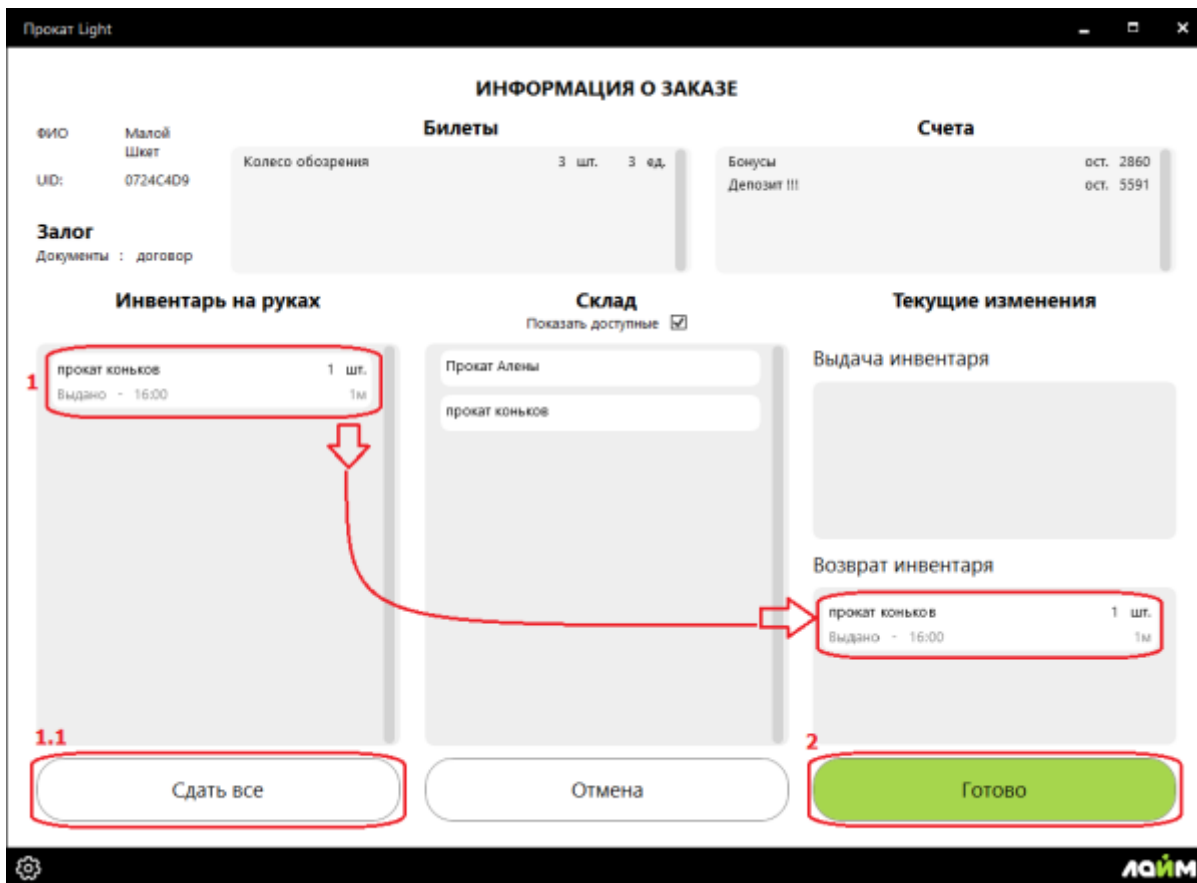 Прокат Light
ИНФОРМАЦИЯ О ЗАКАЗЕ
ФИО Малой Шкет
UID: 0724C4D9
Залог
Документы : договор
Билеты
Колесо обозрения 3 шт. 3 ед.
Счета
Бонусы ост. 2860
Депозит !!! ост. 5591
Инвентарь на руках
1
прокат коньков 1 шт.
Выдано - 16:00 1м
1.1
Сдать все
Склад
Показать доступные
Прокат Алены
прокат коньков
Отмена
Текущие изменения
Выдача инвентаря
Возврат инвентаря
прокат коньков 1 шт.
Выдано - 16:00 1м
2
Готово
лайм